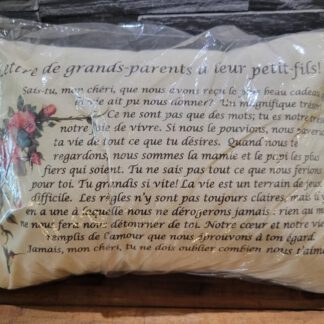 Lettre de grands-parents à leur petit-fils!
Sais-tu, mon chéri, que nous avons reçu le plus beau cadeau
vie ait pu nous donner? Un magnifique
Ce ne sont pas que des mots; tu es notre
notre joie de vivre. Si nous le pouvions, nous
ta vie de tout ce que tu désires. Quand nous te
regardons, nous sommes la mamie et le papi les plus
fiers qui soient. Tu ne sais pas tout ce que nous ferions
pour toi. Tu grandis si vite! La vie est un terrain de jeu
difficile. Les règles n'y sont pas toujours claires, mais il y
en a une à laquelle nous ne dérogerons jamais: rien au
ne nous fera nous détourner de toi. Notre cœur et notre vie
remplis de l'amour que nous éprouvons à ton égard.
Jamais, mon chéri, tu ne dois oublier combien nous t'aim